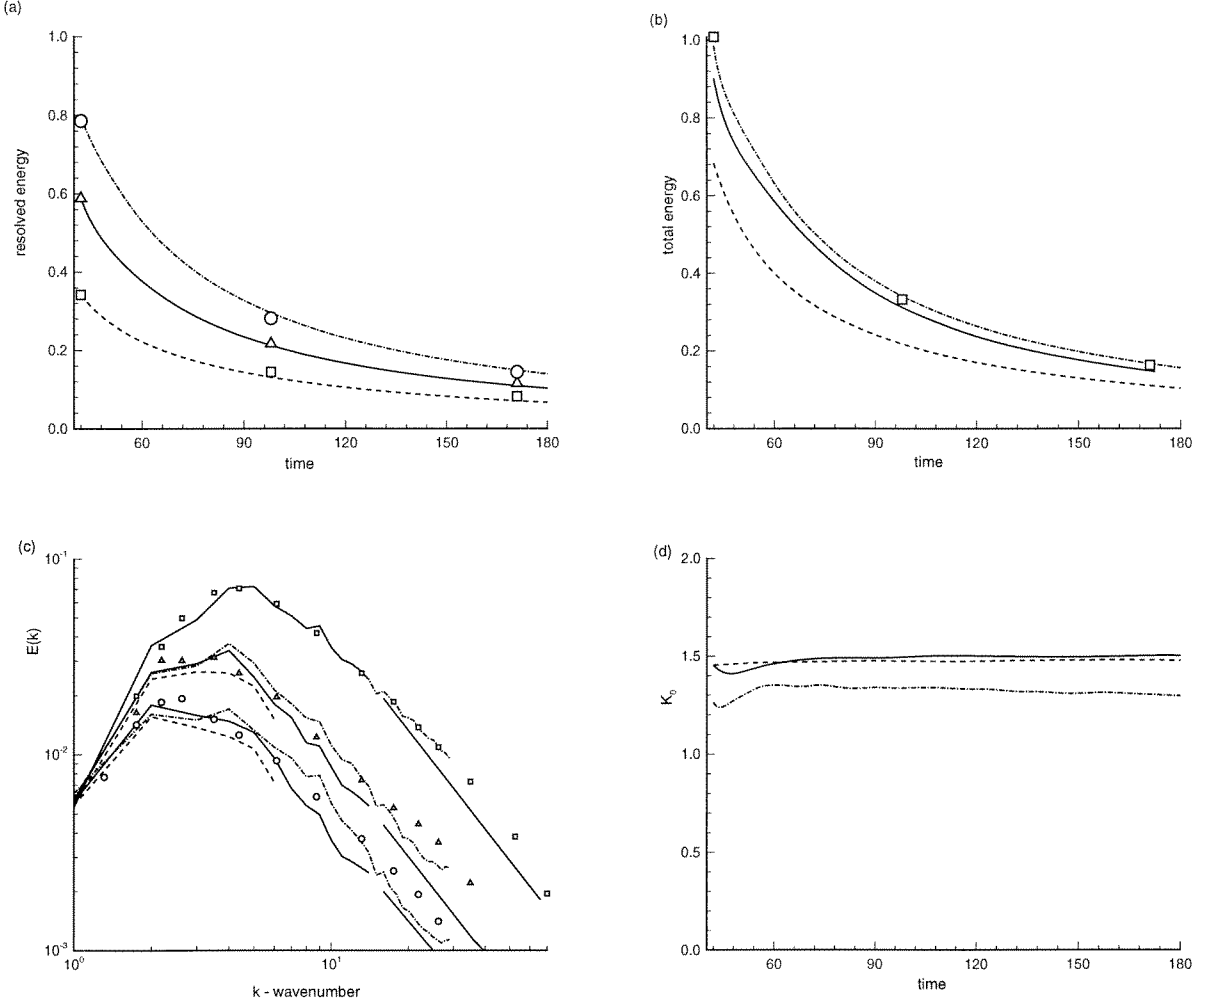 (a)
1.0
0.8
0.6
0.4
0.2
0.0
resolved energy
60 90 120 150 180
time
(b)
1.0
0.8
0.6
0.4
0.2
0.0
total energy
60 90 120 150 180
time
(c)
10⁻¹
10⁻²
10⁻³
E(k)
10⁰ 10¹
k - wavenumber
(d)
2.0
1.5
1.0
0.5
0.0
K₀
60 90 120 150 180
time